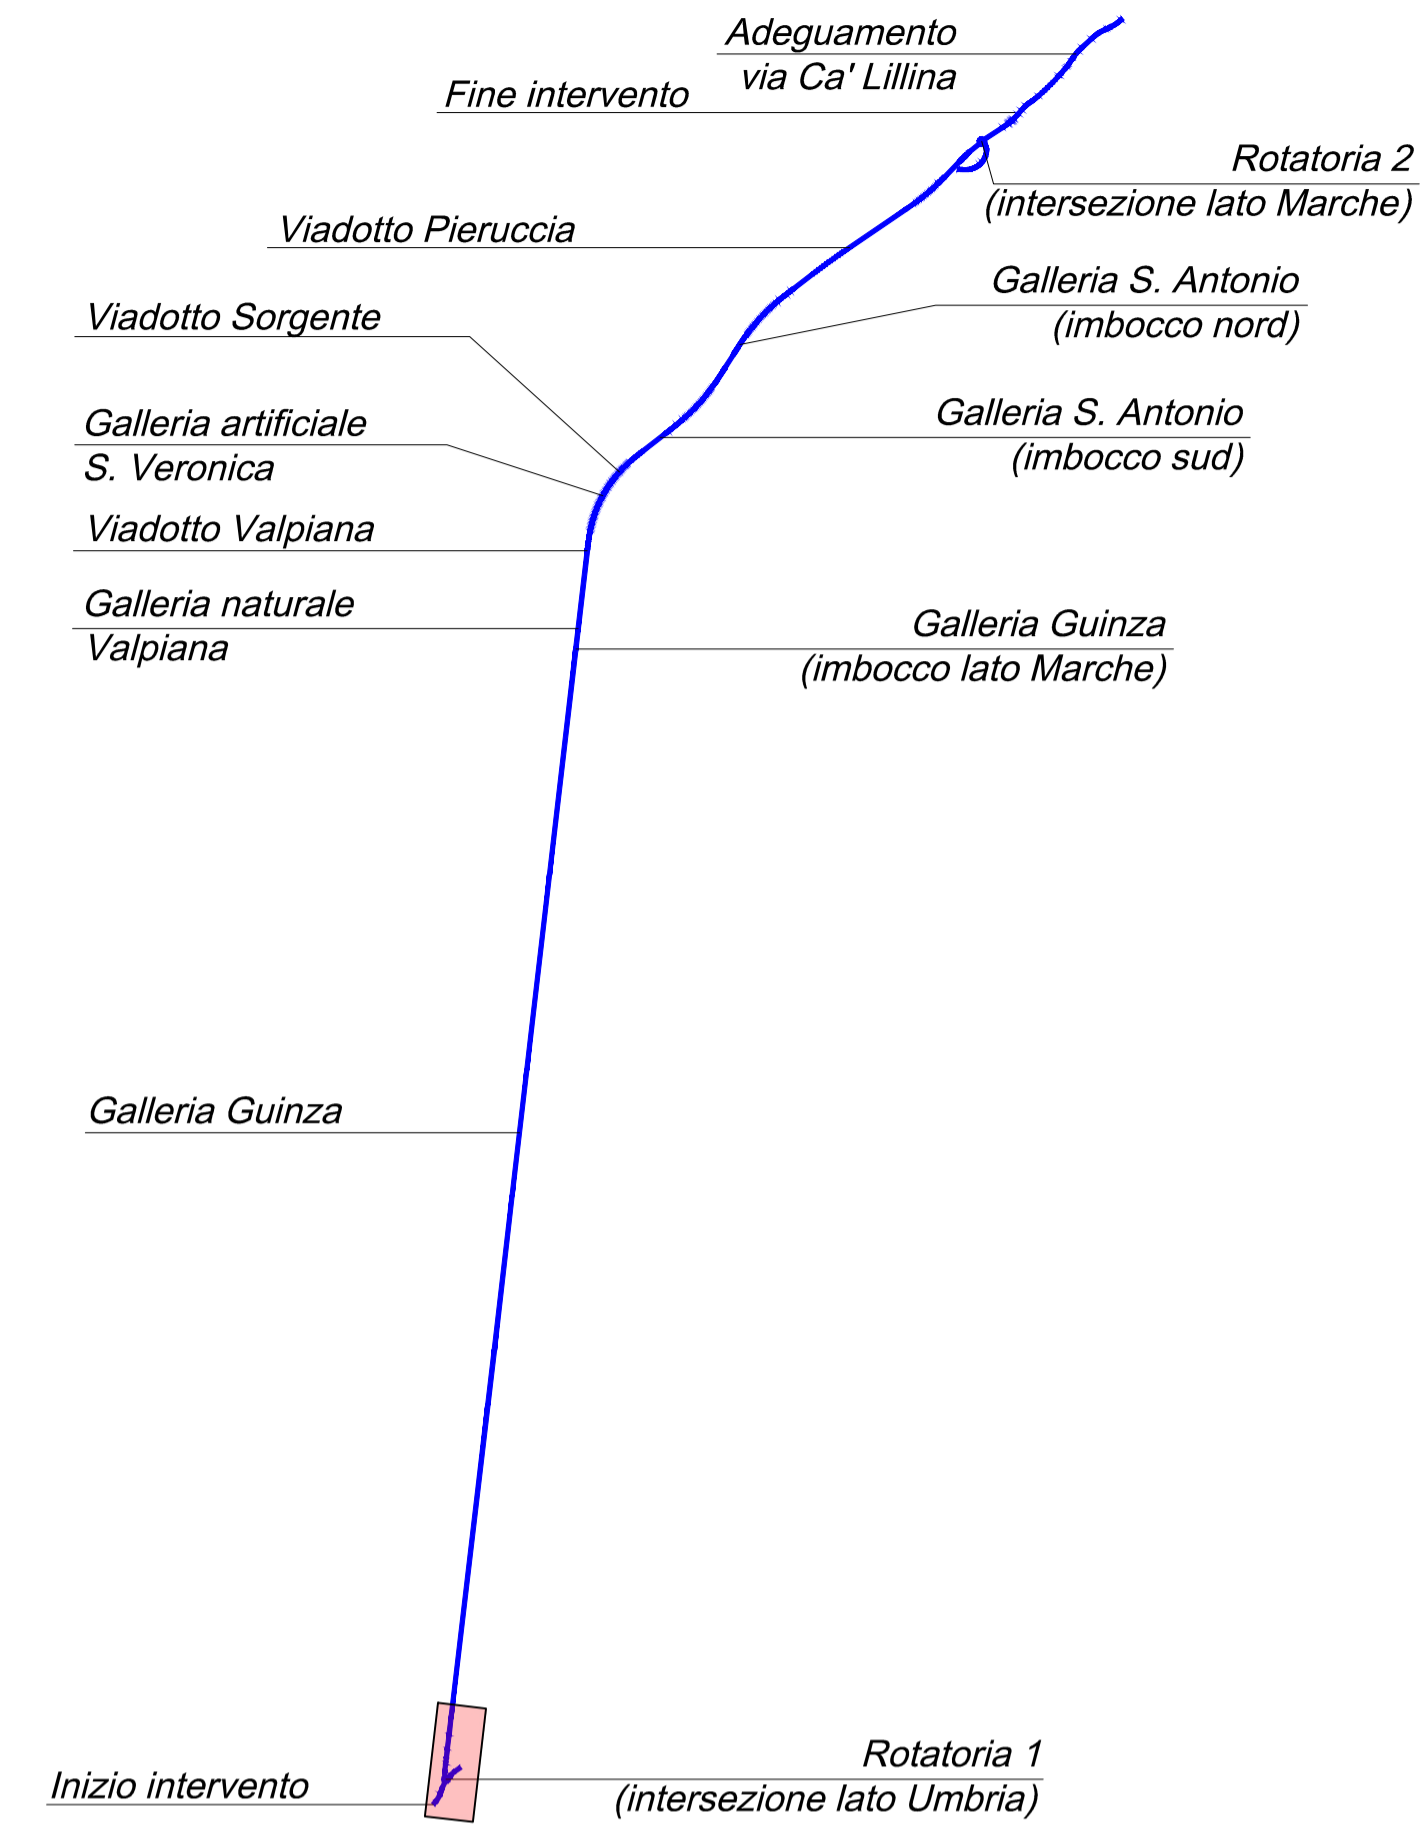 Adeguamento
via Ca' Lillina
Fine intervento
Rotatoria 2
(intersezione lato Marche)
Viadotto Pieruccia
Galleria S. Antonio
(imbocco nord)
Viadotto Sorgente
Galleria S. Antonio
(imbocco sud)
Galleria artificiale
S. Veronica
Viadotto Valpiana
Galleria naturale
Valpiana
Galleria Guinza
(imbocco lato Marche)
Galleria Guinza
Rotatoria 1
(intersezione lato Umbria)
Inizio intervento